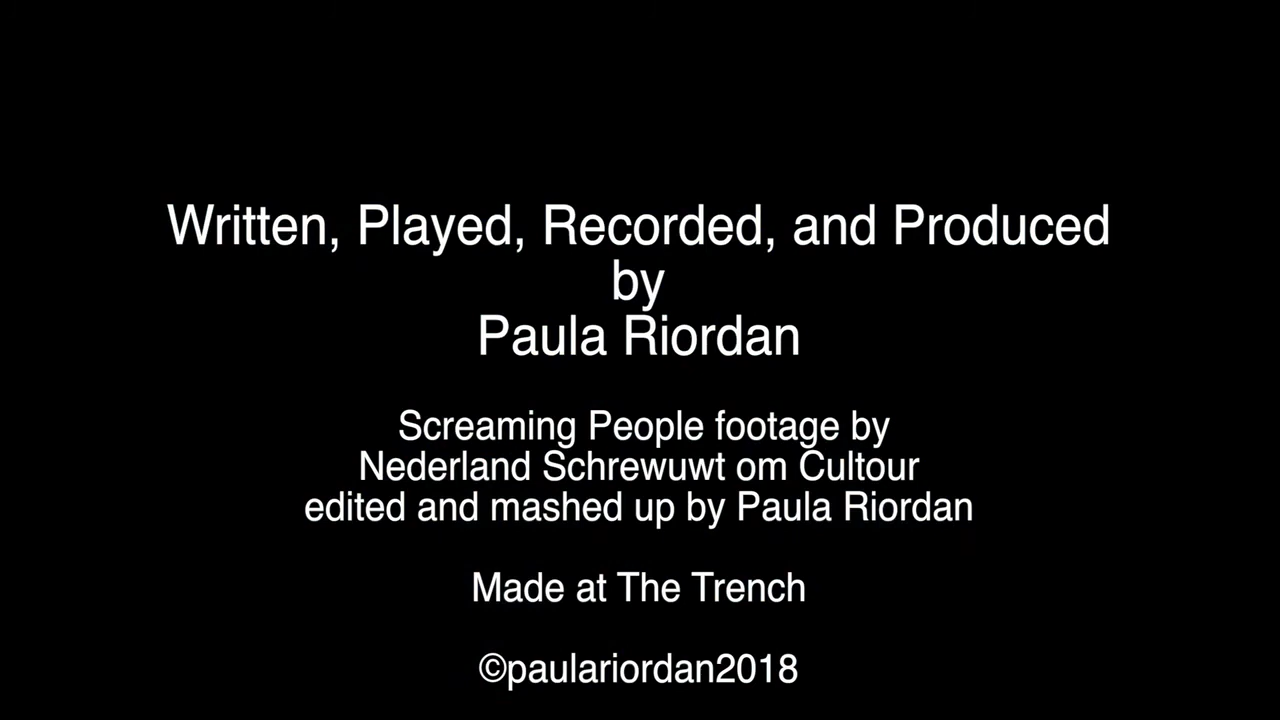 Written, Played, Recorded, and Produced
by
Paula Riordan
Screaming People footage by
Nederland Schrewuwt om Cultour
edited and mashed up by Paula Riordan
Made at The Trench
©paulariordan2018